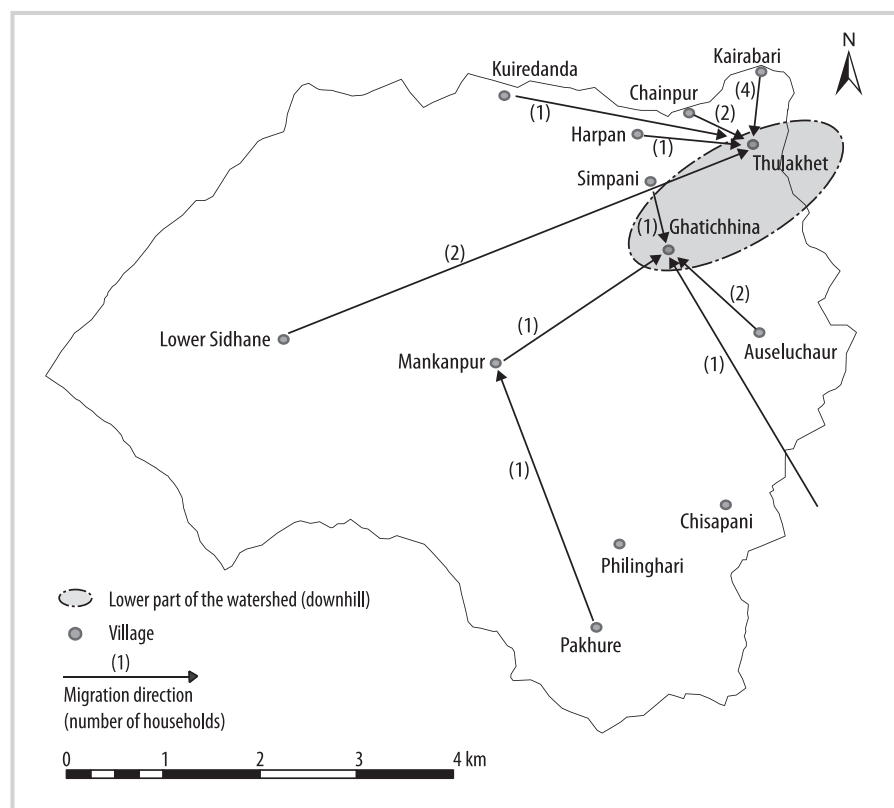 Kairabari
N
Kuiredanda
Chainpur
(4)
(2)
(1)
Harpan
(1)
Thulakhet
Simpani
(1)
Ghatichhina
(2)
(2)
Lower Sidhane
(1)
Auseluchaur
Mankanpur
(1)
(1)
Chisapani
Philinghari
Pakhure
Lower part of the watershed (downhill)
Village
(1)
Migration direction
(number of households)
0 1 2 3 4 km